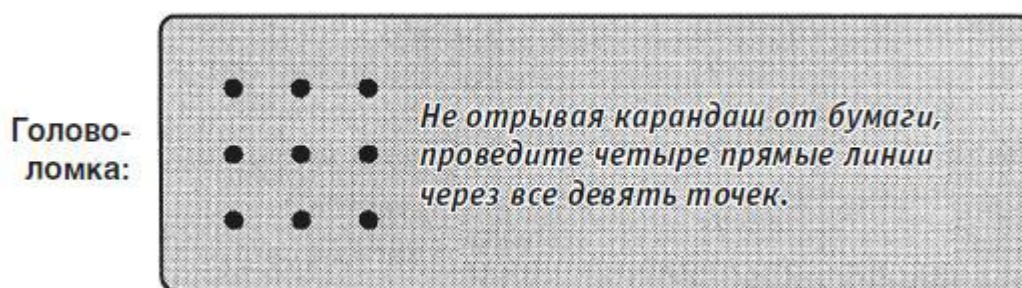 Голово-
ломка:
Не отрывая карандаш от бумаги,
проведите четыре прямые линии
через все девять точек.